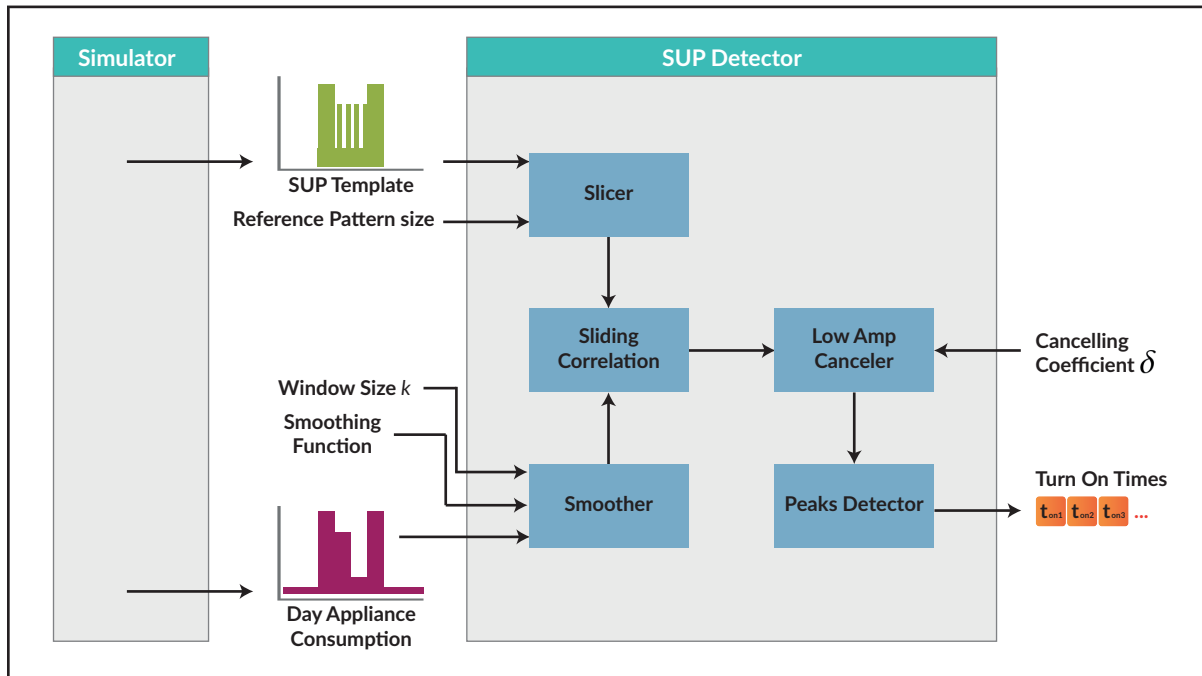 Simulator
SUP Detector
SUP Template
Reference Pattern size
Slicer
Sliding
Correlation
Low Amp
Canceler
Cancelling
Coefficient δ
Window Size k
Smoothing
Function
Smoother
Peaks Detector
Turn On Times
ton1 ton2 ton3 ...
Day Appliance
Consumption